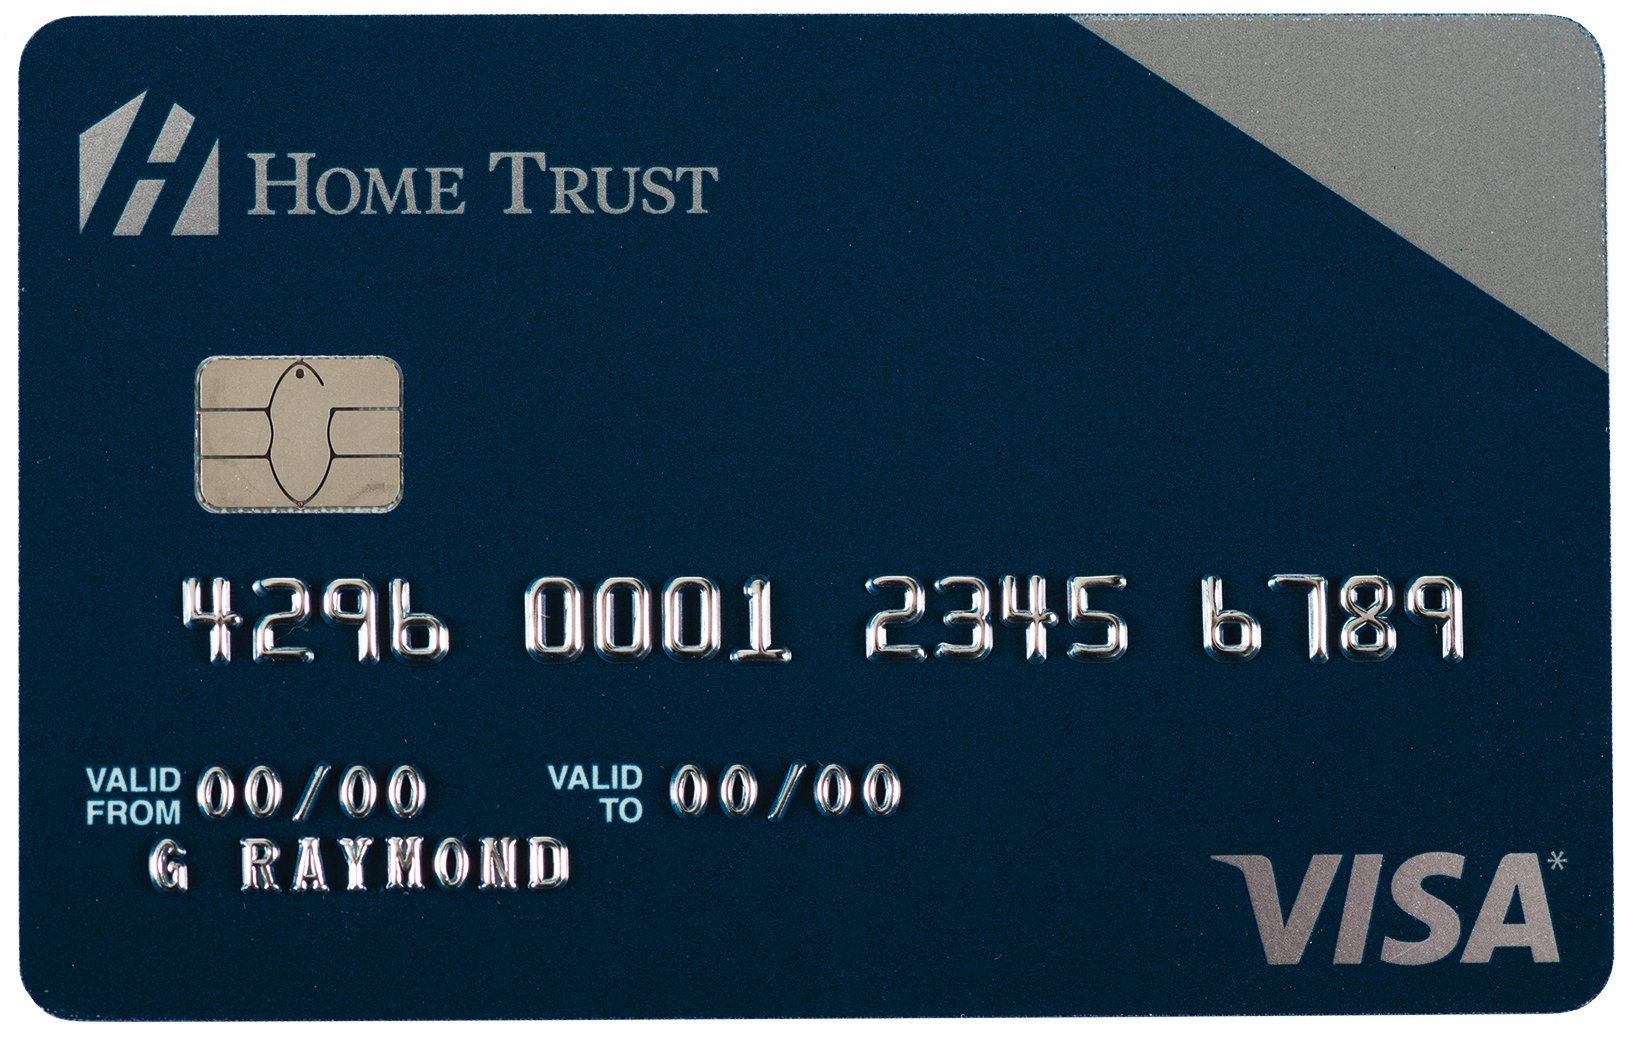 HOME TRUST
4296 0001 2345 6789
VALID FROM 00/00 VALID TO 00/00
G RAYMOND
VISA*